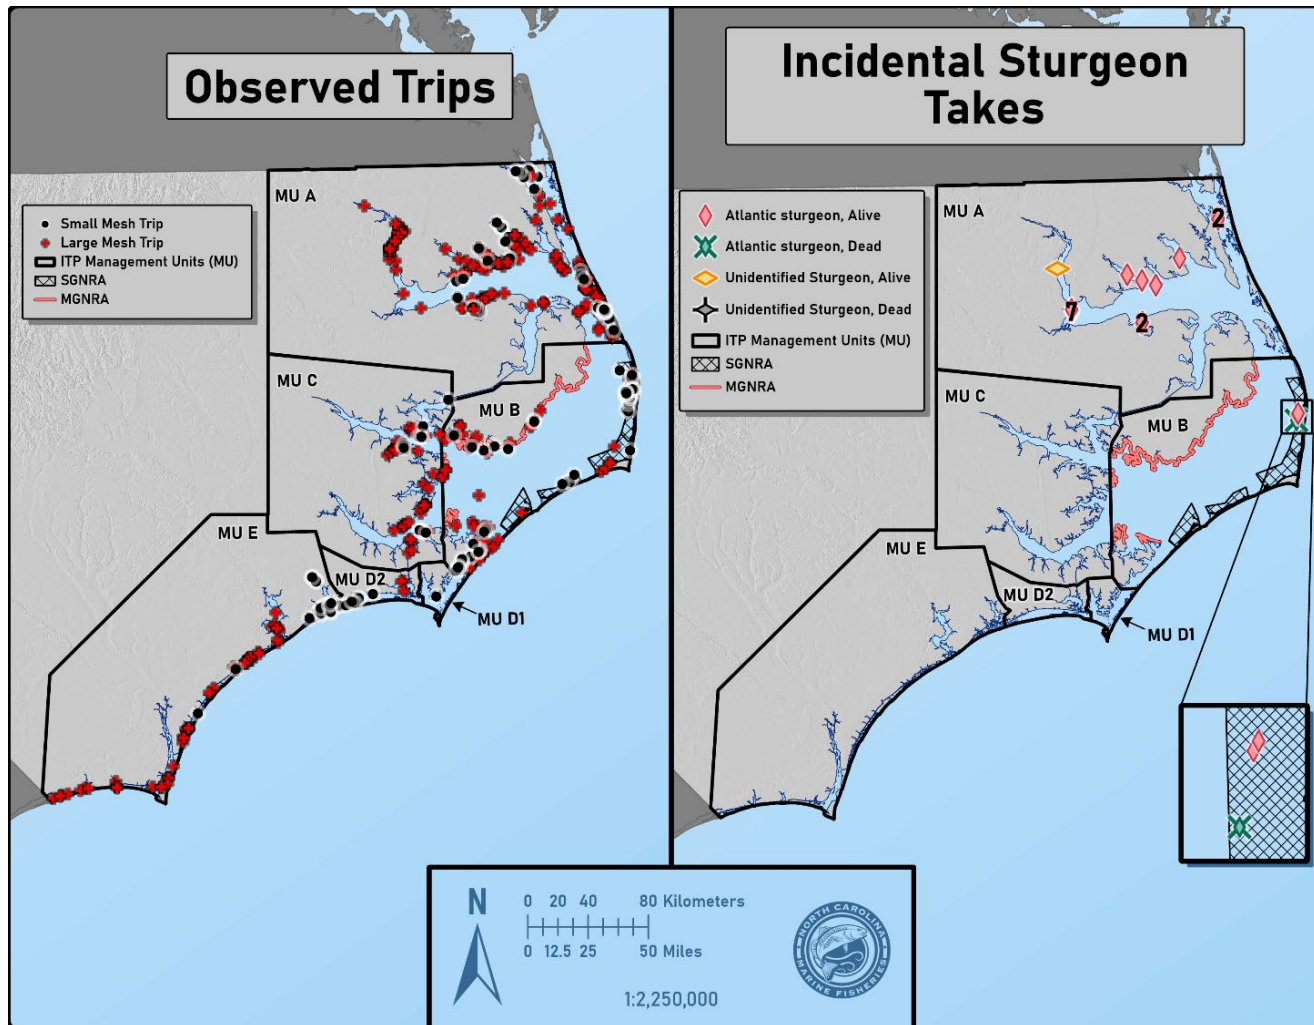 Observed Trips
Small Mesh Trip
Large Mesh Trip
ITP Management Units (MU)
SGNRA
MGNRA
MU A
MU C
MU B
MU E
MU D2
MU D1
Incidental Sturgeon
Takes
Atlantic sturgeon, Alive
Atlantic sturgeon, Dead
Unidentified Sturgeon, Alive
Unidentified Sturgeon, Dead
ITP Management Units (MU)
SGNRA
MGNRA
MU A
2
7
2
MU C
MU B
MU E
MU D2
MU D1
N
0 20 40 80 Kilometers
0 12.5 25 50 Miles
1:2,250,000
NORTH CAROLINA
MARINE FISHERIES